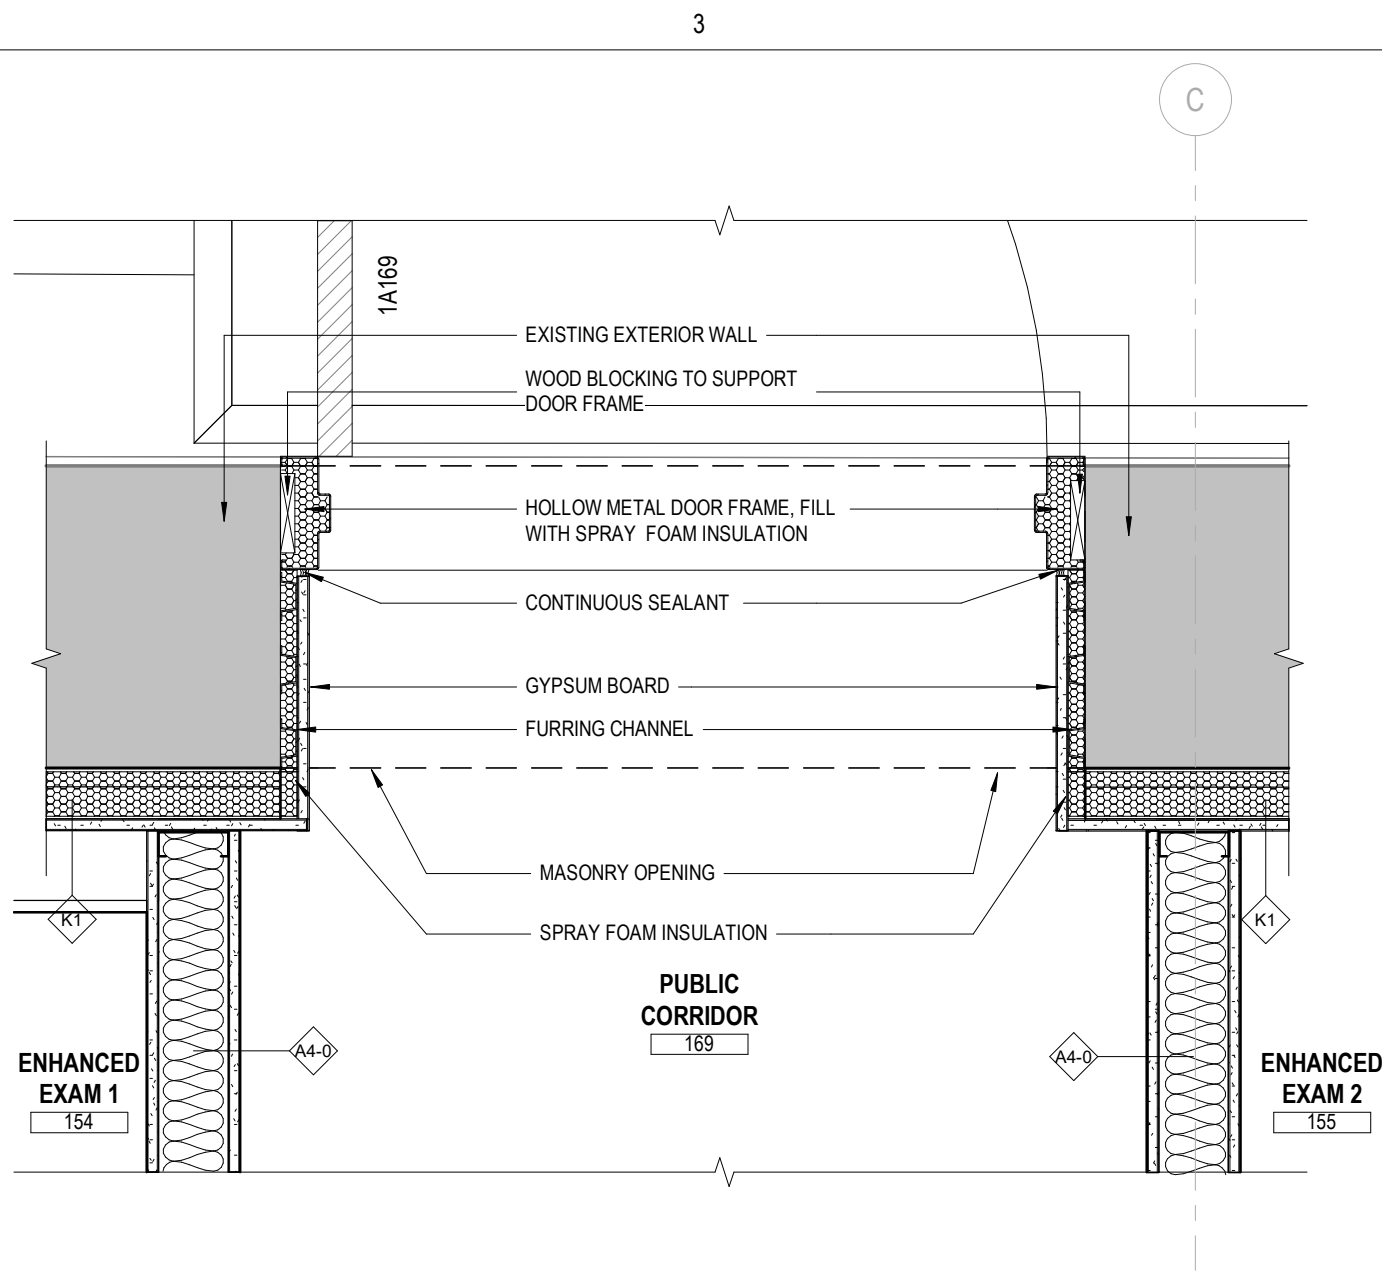 3
C
1A169
EXISTING EXTERIOR WALL
WOOD BLOCKING TO SUPPORT
DOOR FRAME
HOLLOW METAL DOOR FRAME, FILL
WITH SPRAY FOAM INSULATION
CONTINUOUS SEALANT
GYPSUM BOARD
FURRING CHANNEL
MASONRY OPENING
K1
K1
SPRAY FOAM INSULATION
PUBLIC
CORRIDOR
169
A4-0
A4-0
ENHANCED
EXAM 1
154
ENHANCED
EXAM 2
155